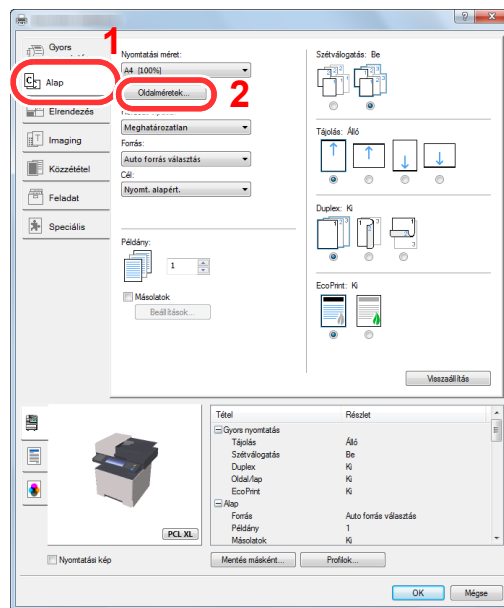 1
Gyors
Alap
Elrendezés
Imaging
Közzététel
Feladat
Speciális
Nyomtatási méret:
A4 [100%]
Oldalméretek...
2
Meghatározatlan
Forrás:
Auto forrás választás
Cél:
Nyomt. alapért.
Példány:
1
Másolatok
Beállítások...
Szétválogatás: Be
Tájolás: Álló
Duplex: Ki
EcoPrint: Ki
Visszaállítás
PCL XL
Nyomtatási kép
Tétel Részlet
Gyors nyomtatás
Tájolás Álló
Szétválogatás Be
Duplex Ki
Oldal/lap Ki
EcoPrint Ki
Alap
Forrás Auto forrás választás
Példány 1
Másolatok Ki
Mentés másként... Profilok...
OK Mégse